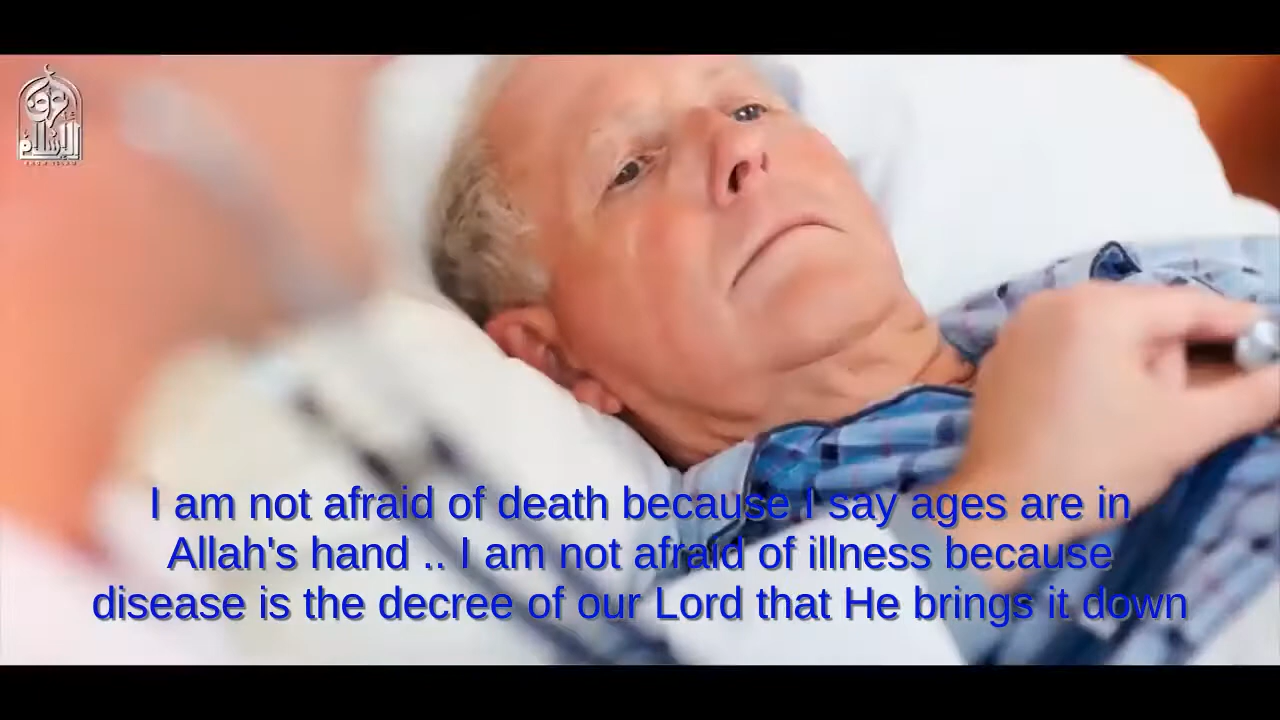 I am not afraid of death because I say ages are in
Allah's hand .. I am not afraid of illness because
disease is the decree of our Lord that He brings it down